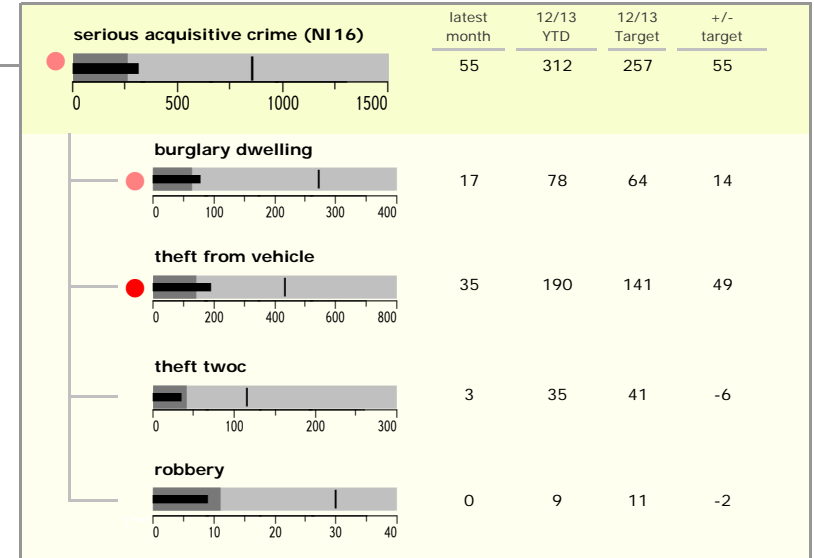 latest 12/13 12/13 +/-
month YTD Target target
serious acquisitive crime (NI16)
55 312 257 55
0 500 1000 1500
burglary dwelling
17 78 64 14
0 100 200 300 400
theft from vehicle
35 190 141 49
0 200 400 600 800
theft twoc
3 35 41 -6
0 100 200 300
robbery
0 9 11 -2
0 10 20 30 40